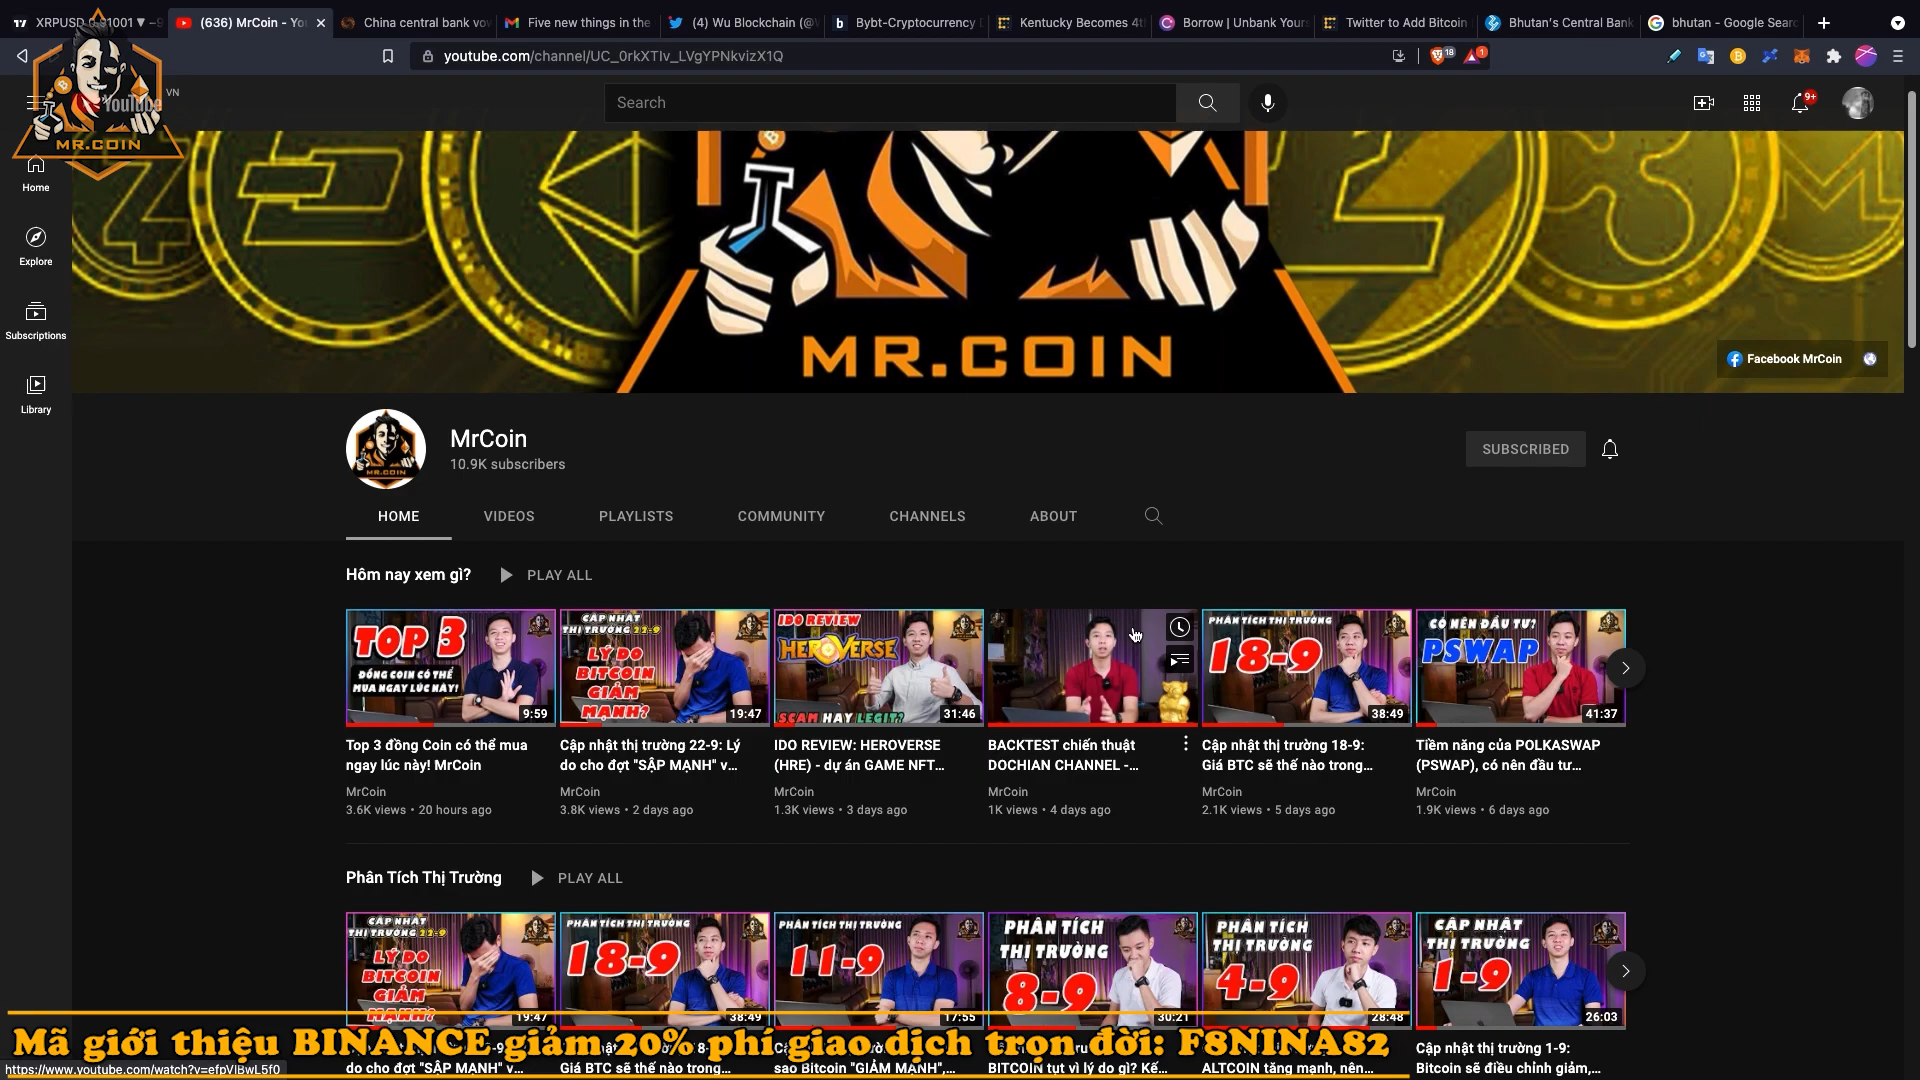 XRPUSD 0.91001 ▼ −9
(636) MrCoin - Yo
China central bank vow
Five new things in the
(4) Wu Blockchain (@
Bybt-Cryptocurrency
Kentucky Becomes 4t
Borrow | Unbank Your
Twitter to Add Bitcoin
Bhutan's Central Bank
bhutan - Google Sear
youtube.com/channel/UC_0rkXTIv_LVgYPNkvizX1Q
18
1
YouTube VN
MR.COIN
Search
9+
Home
Explore
Subscriptions
Library
MR.COIN
Facebook MrCoin
MR.COIN
MrCoin
10.9K subscribers
SUBSCRIBED
HOME
VIDEOS
PLAYLISTS
COMMUNITY
CHANNELS
ABOUT
Hôm nay xem gì?
PLAY ALL
TOP 3
ĐỒNG COIN CÓ THỂ
MUA NGAY LÚC NÀY!
9:59
CẬP NHẬT
THỊ TRƯỜNG 22-9
LÝ DO
BITCOIN
GIẢM
MẠNH?
19:47
IDO REVIEW
HEROVERSE
SCAM HAY LEGIT?
31:46
PHÂN TÍCH THỊ TRƯỜNG
18-9
38:49
CÓ NÊN ĐẦU TƯ?
PSWAP
41:37
Top 3 đồng Coin có thể mua
ngay lúc này! MrCoin
MrCoin
3.6K views • 20 hours ago
Cập nhật thị trường 22-9: Lý
do cho đợt "SẬP MẠNH" v...
MrCoin
3.8K views • 2 days ago
IDO REVIEW: HEROVERSE
(HRE) - dự án GAME NFT...
MrCoin
1.3K views • 3 days ago
BACKTEST chiến thuật
DOCHIAN CHANNEL -...
MrCoin
1K views • 4 days ago
Cập nhật thị trường 18-9:
Giá BTC sẽ thế nào trong...
MrCoin
2.1K views • 5 days ago
Tiềm năng của POLKASWAP
(PSWAP), có nên đầu tư...
MrCoin
1.9K views • 6 days ago
Phân Tích Thị Trường
PLAY ALL
CẬP NHẬT
THỊ TRƯỜNG 22-9
LÝ DO
BITCOIN
GIẢM
MẠNH?
19:47
PHÂN TÍCH THỊ TRƯỜNG
18-9
38:49
PHÂN TÍCH THỊ TRƯỜNG
11-9
17:55
PHÂN TÍCH
THỊ TRƯỜNG
8-9
30:21
PHÂN TÍCH
THỊ TRƯỜNG
4-9
28:48
CẬP NHẬT
THỊ TRƯỜNG
1-9
26:03
Mã giới thiệu BINANCE giảm 20% phí giao dịch trọn đời: F8NINA82
Cập nhật thị trường 1-9:
https://www.youtube.com/watch?v=efpVlBwL5f0
do cho đợt "SẬP MẠNH" v...
Giá BTC sẽ thế nào trong...
sao Bitcoin "GIẢM MẠNH",...
BITCOIN tụt vì lý do gì? Kế...
ALTCOIN tăng mạnh, nên...
Bitcoin sẽ điều chỉnh giảm,...